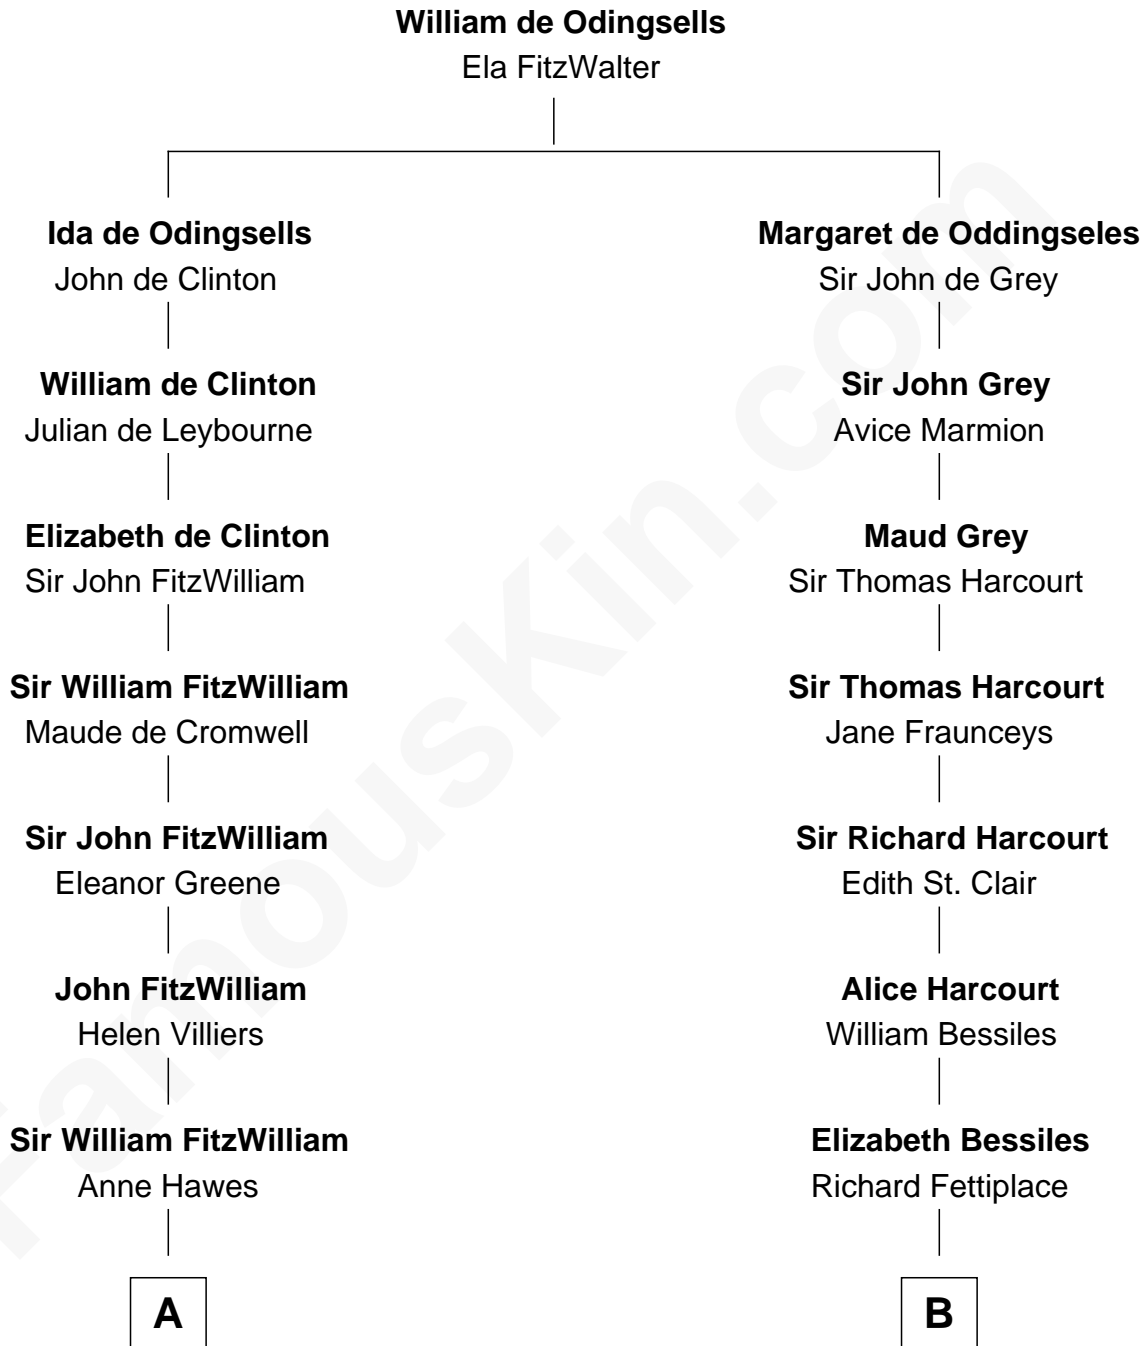 William de Odingsells
Ela FitzWalter
Ida de Odingsells
John de Clinton
Margaret de Oddingseles
Sir John de Grey
William de Clinton
Julian de Leybourne
Sir John Grey
Avice Marmion
Elizabeth de Clinton
Sir John FitzWilliam
Maud Grey
Sir Thomas Harcourt
Sir William FitzWilliam
Maude de Cromwell
Sir Thomas Harcourt
Jane Fraunceys
Sir John FitzWilliam
Eleanor Greene
Sir Richard Harcourt
Edith St. Clair
John FitzWilliam
Helen Villiers
Alice Harcourt
William Bessiles
Sir William FitzWilliam
Anne Hawes
Elizabeth Bessiles
Richard Fettiplace
A
B
FamousKin.com